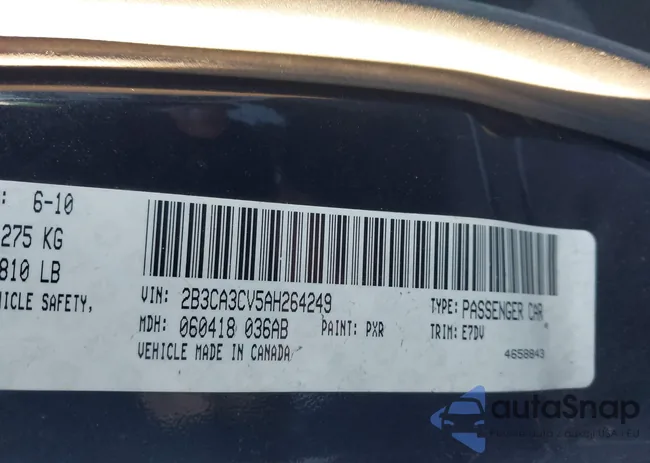 : 6-10
275 KG
810 LB
HICLE SAFETY,
VIN: 2B3CA3CV5AH264249
TYPE: PASSENGER CAR
MDH: 060418 036AB
PAINT: PXR
TRIM: E7DV
VEHICLE MADE IN CANADA
4658843
autoSnap